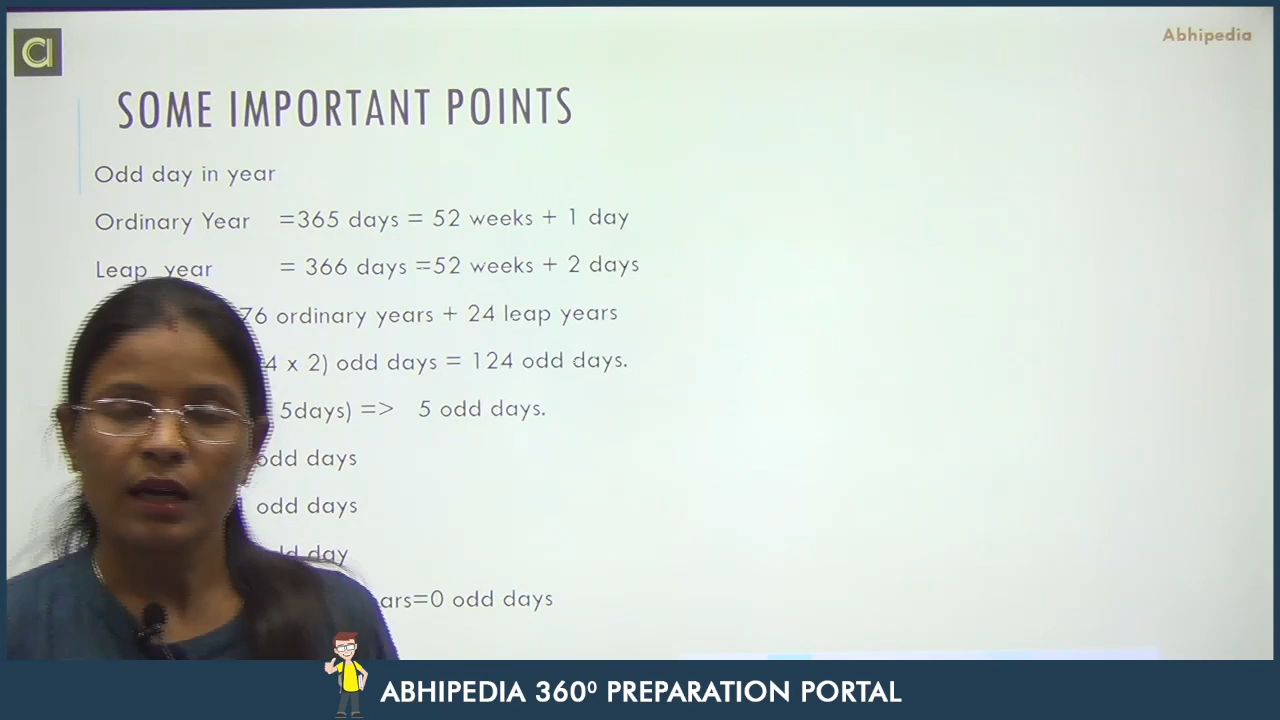 Abhipedia
SOME IMPORTANT POINTS
Odd day in year
Ordinary Year =365 days = 52 weeks + 1 day
Leap year = 366 days =52 weeks + 2 days
76 ordinary years + 24 leap years
4 x 2) odd days = 124 odd days.
5days) => 5 odd days.
odd days
odd days
day
=0 odd days
ABHIPEDIA 360⁰ PREPARATION PORTAL